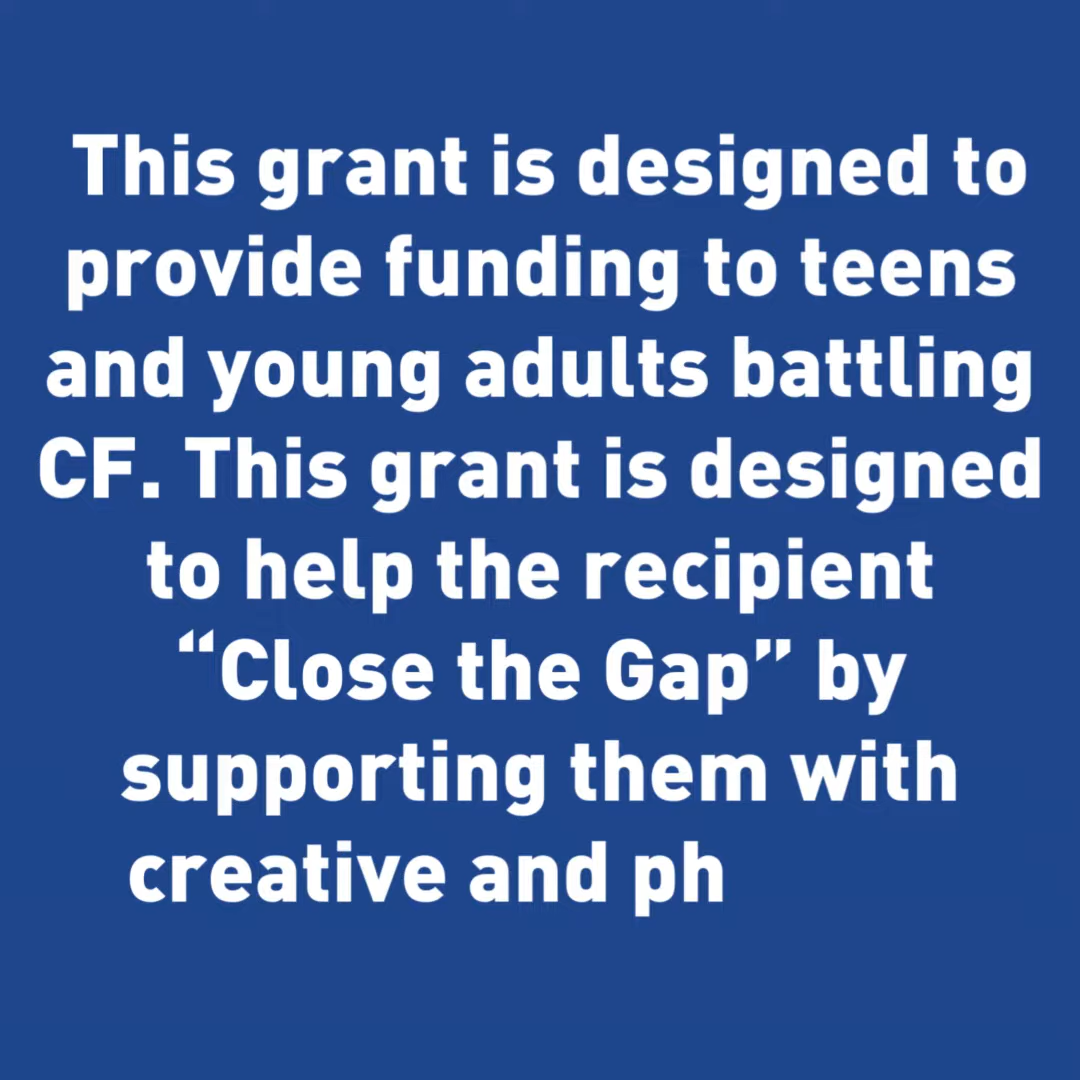 This grant is designed to
provide funding to teens
and young adults battling
CF. This grant is designed
to help the recipient
“Close the Gap” by
supporting them with
creative and ph